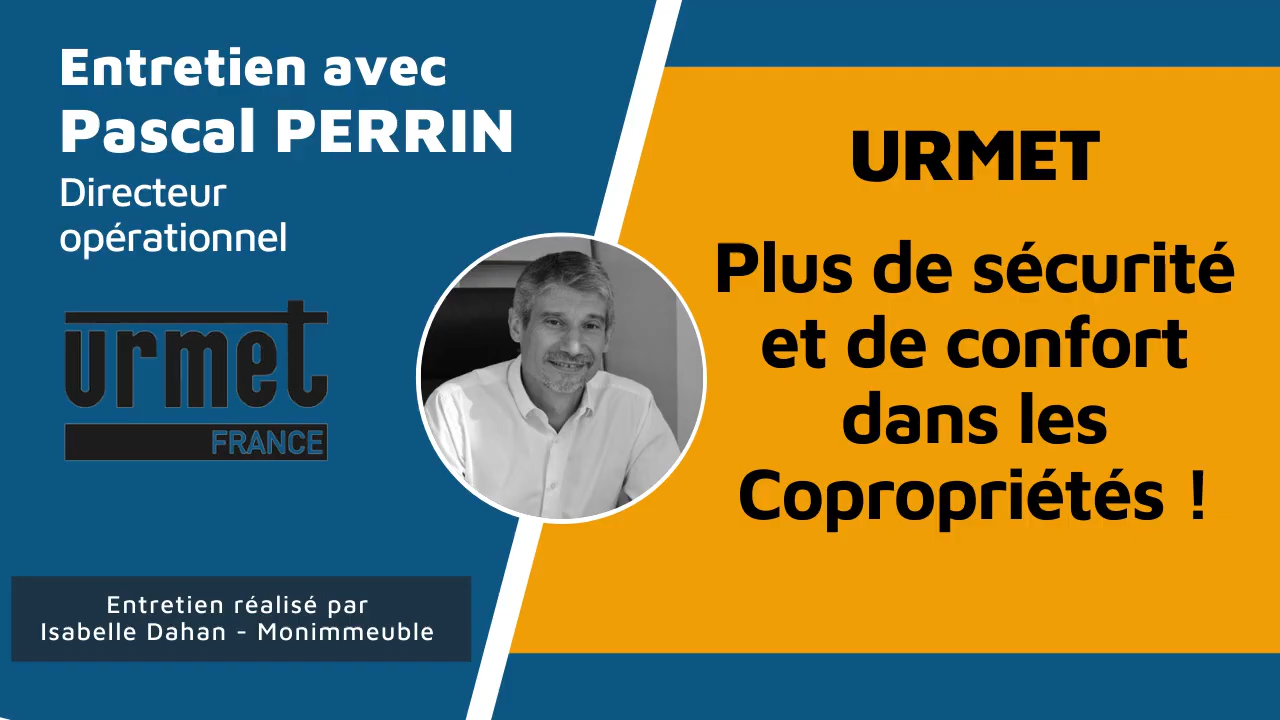 Entretien avec
Pascal PERRIN
Directeur
opérationnel
urmet
FRANCE
Entretien réalisé par
Isabelle Dahan - Monimmeuble
URMET
Plus de sécurité
et de confort
dans les
Copropriétés !